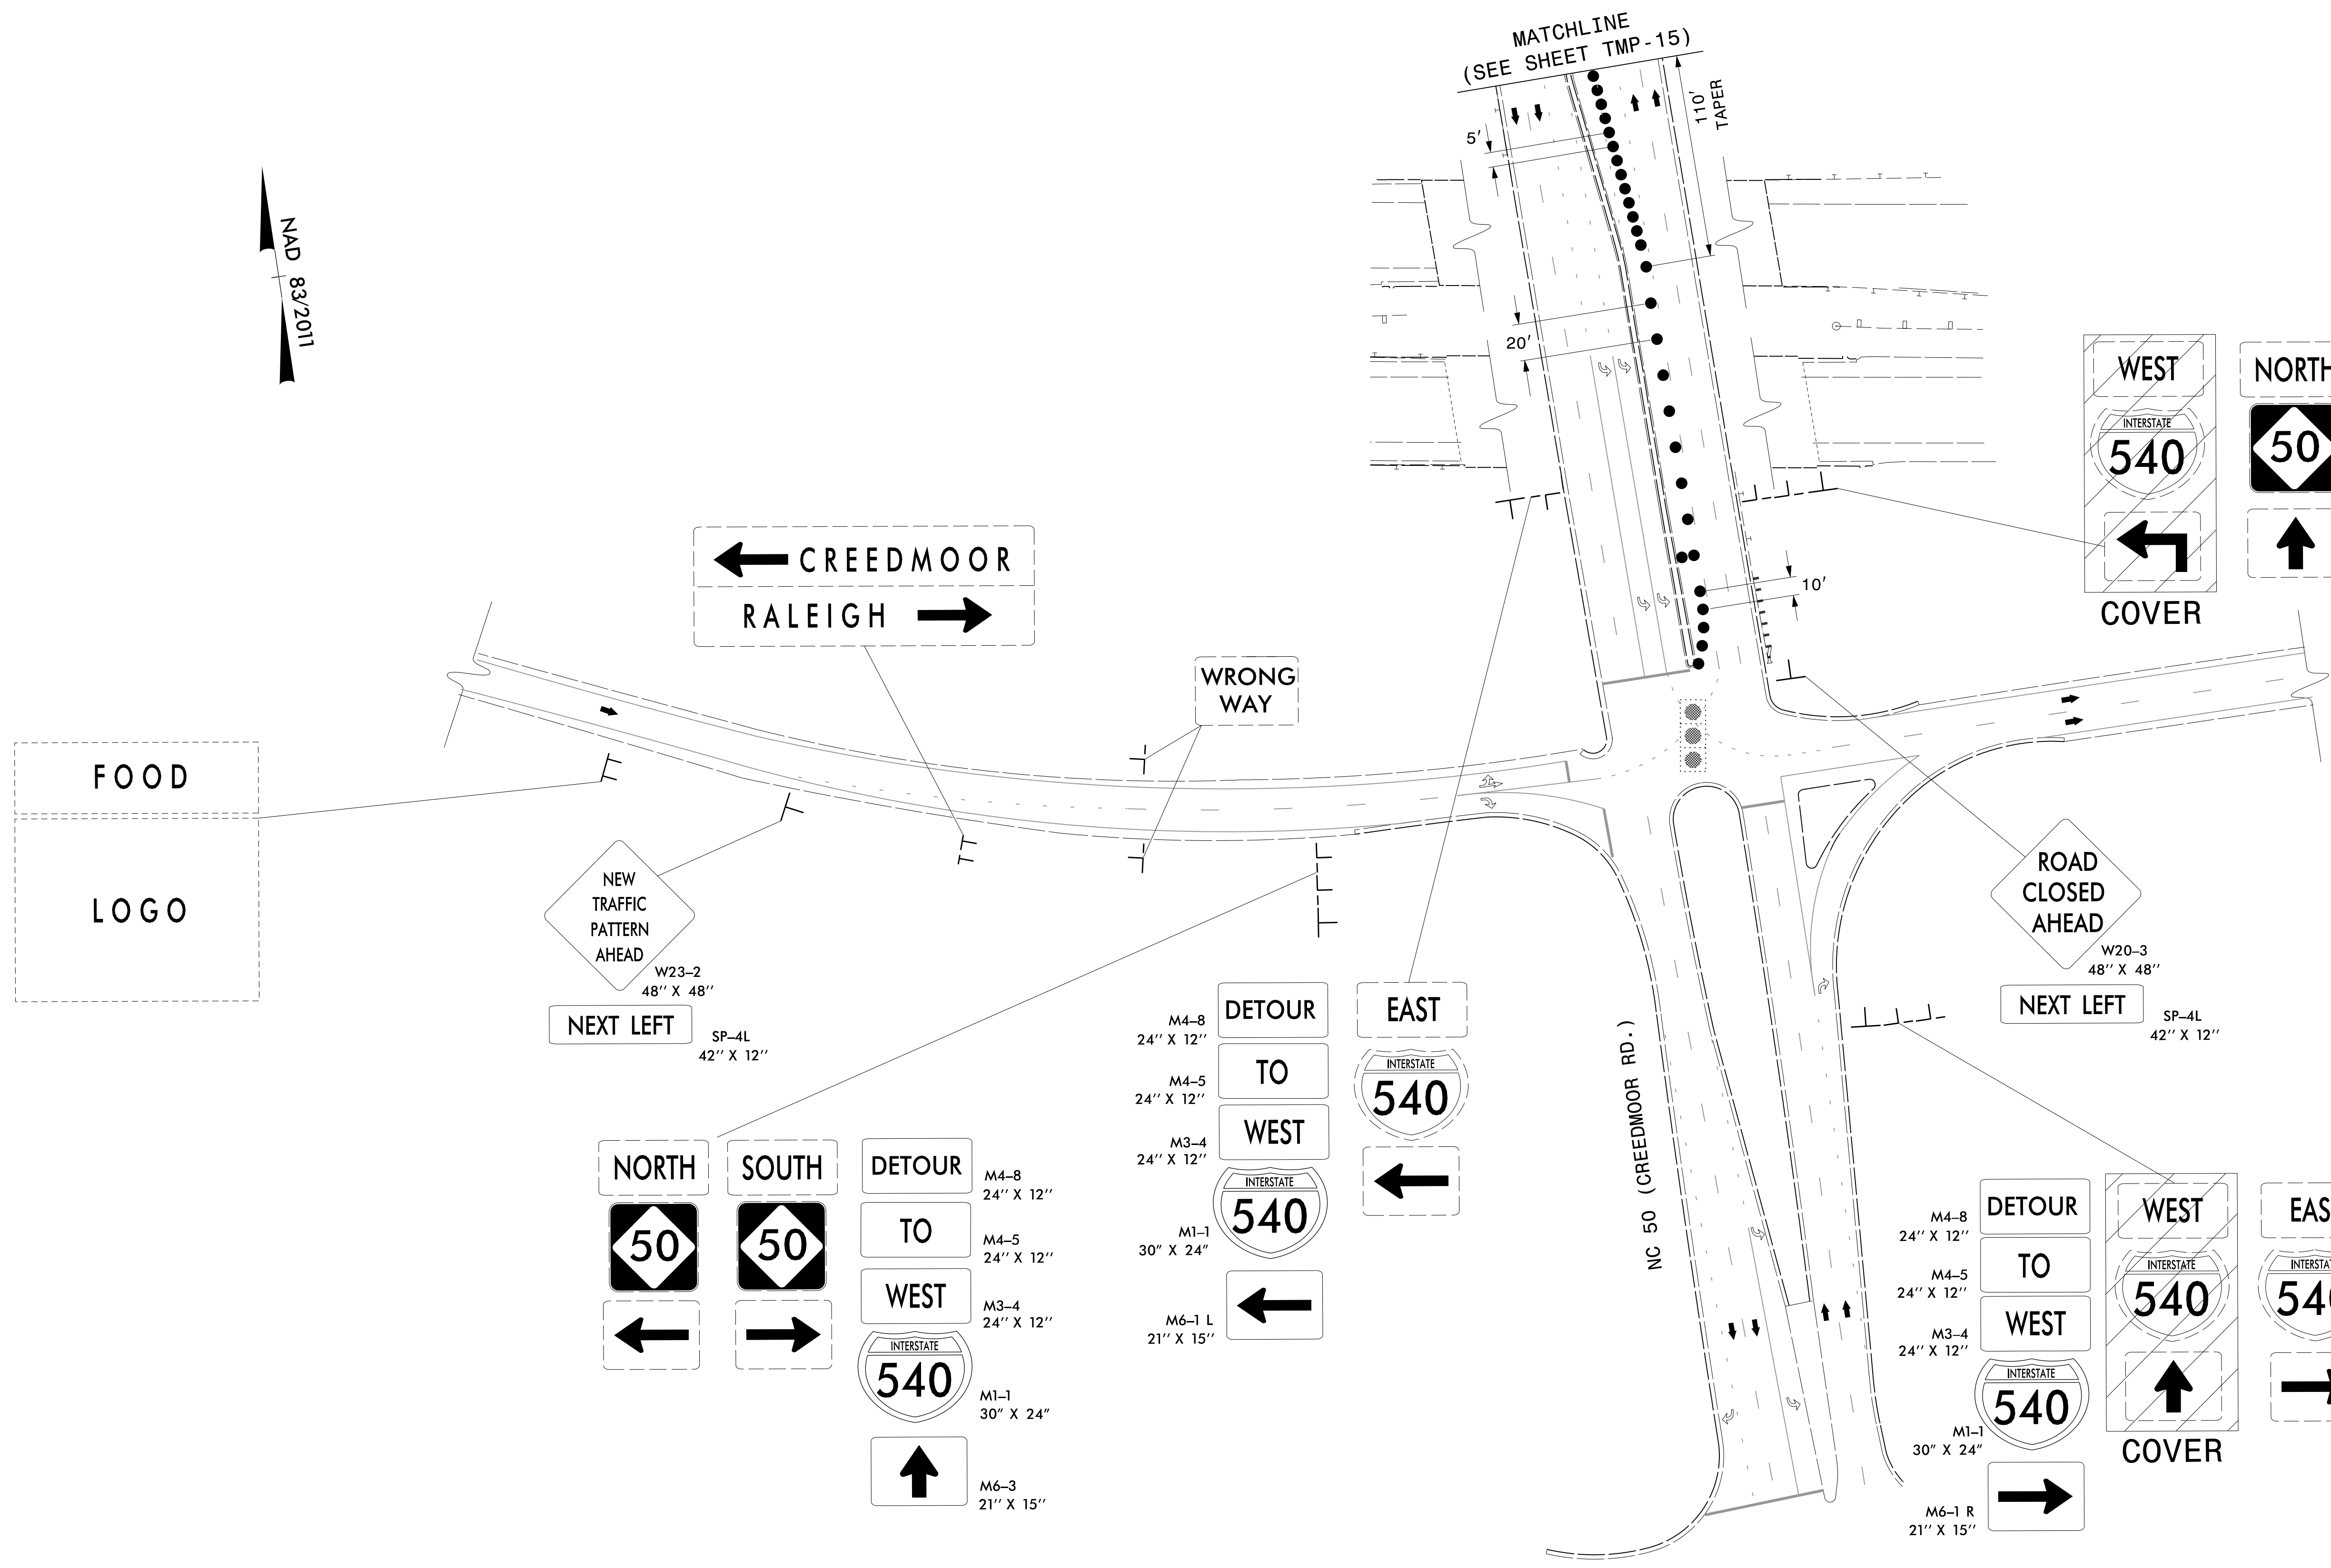 MATCHLINE
(SEE SHEET TMP-15)
110'
TAPER
5'
NAD 83/2011
20'
WEST
INTERSTATE
540
COVER
NORTH
50
CREEDMOOR
RALEIGH
10'
WRONG
WAY
FOOD
LOGO
NEW
TRAFFIC
PATTERN
AHEAD
W23-2
48'' X 48''
NEXT LEFT
SP-4L
42'' X 12''
ROAD
CLOSED
AHEAD
W20-3
48'' X 48''
NEXT LEFT
SP-4L
42'' X 12''
NC 50 (CREEDMOOR RD.)
DETOUR
M4-8
24'' X 12''
TO
M4-5
24'' X 12''
WEST
M3-4
24'' X 12''
INTERSTATE
540
M1-1
30'' X 24''
M6-1 L
21'' X 15''
EAST
INTERSTATE
540
NORTH
50
SOUTH
50
DETOUR
M4-8
24'' X 12''
TO
M4-5
24'' X 12''
WEST
M3-4
24'' X 12''
INTERSTATE
540
M1-1
30'' X 24''
M6-3
21'' X 15''
DETOUR
M4-8
24'' X 12''
TO
M4-5
24'' X 12''
WEST
M3-4
24'' X 12''
INTERSTATE
540
M1-1
30'' X 24''
M6-1 R
21'' X 15''
WEST
INTERSTATE
540
COVER